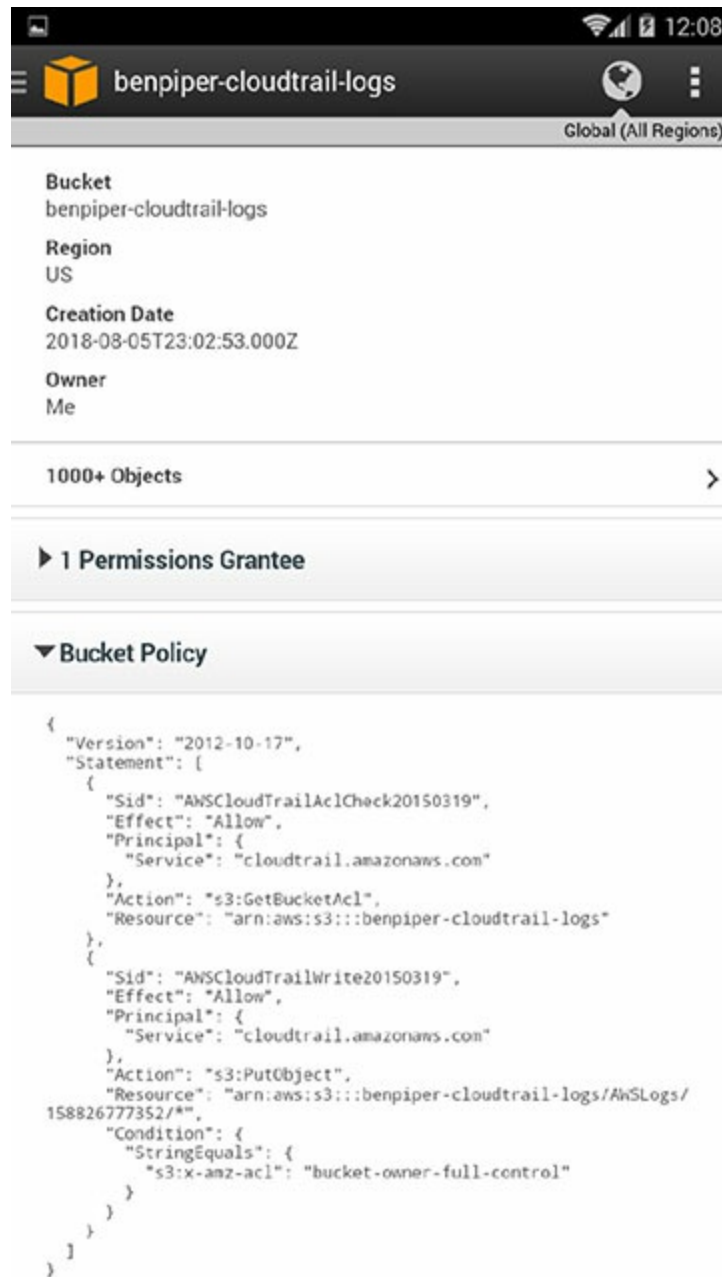 12:08
benpiper-cloudtrail-logs
Global (All Regions)
Bucket
benpiper-cloudtrail-logs
Region
US
Creation Date
2018-08-05T23:02:53.000Z
Owner
Me
1000+ Objects
1 Permissions Grantee
Bucket Policy
{
"Version": "2012-10-17",
"Statement": [
{
"Sid": "AWSCloudTrailAclCheck20150319",
"Effect": "Allow",
"Principal": {
"Service": "cloudtrail.amazonaws.com"
},
"Action": "s3:GetBucketAcl",
"Resource": "arn:aws:s3:::benpiper-cloudtrail-logs"
},
{
"Sid": "AWSCloudTrailWrite20150319",
"Effect": "Allow",
"Principal": {
"Service": "cloudtrail.amazonaws.com"
},
"Action": "s3:PutObject",
"Resource": "arn:aws:s3:::benpiper-cloudtrail-logs/AWSLogs/
158826777352/*",
"Condition": {
"StringEquals": {
"s3:x-amz-acl": "bucket-owner-full-control"
}
}
}
]
}